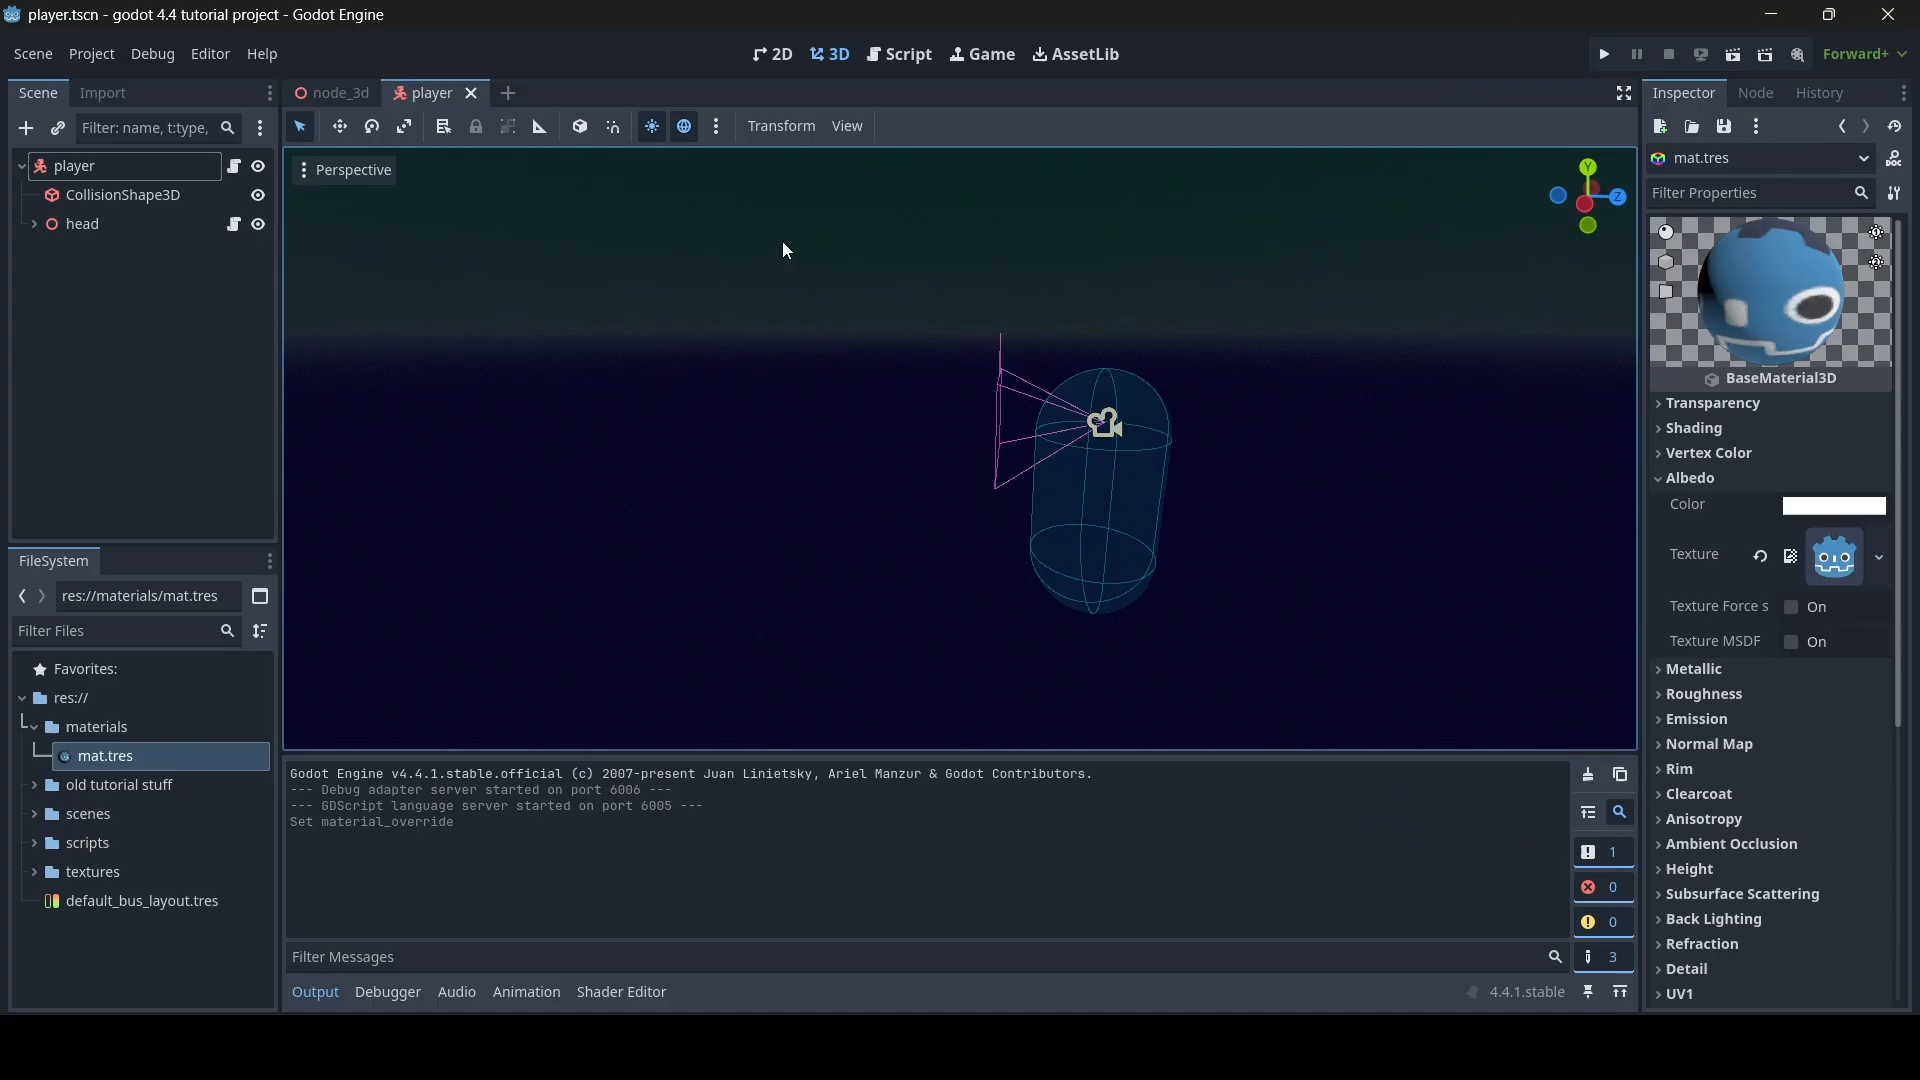 player.tscn - godot 4.4 tutorial project - Godot Engine
Scene Project Debug Editor Help
2D 3D Script Game AssetLib
Forward+
Scene Import
node_3d player
Inspector Node History
Filter: name, t:type,
Transform View
player
CollisionShape3D
head
Perspective
Y
Z
mat.tres
Filter Properties
BaseMaterial3D
Transparency
Shading
Vertex Color
Albedo
Color
Texture
Texture Force s On
Texture MSDF On
Metallic
Roughness
Emission
Normal Map
Rim
Clearcoat
Anisotropy
Ambient Occlusion
Height
Subsurface Scattering
Back Lighting
Refraction
Detail
UV1
FileSystem
res://materials/mat.tres
Filter Files
Favorites:
res://
materials
mat.tres
old tutorial stuff
scenes
scripts
textures
default_bus_layout.tres
Godot Engine v4.4.1.stable.official (c) 2007-present Juan Linietsky, Ariel Manzur & Godot Contributors.
--- Debug adapter server started on port 6006 ---
--- GDScript language server started on port 6005 ---
Set material_override
1
0
0
3
Filter Messages
Output Debugger Audio Animation Shader Editor
4.4.1.stable